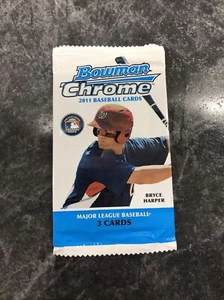 Bowman
Chrome
2011 BASEBALL CARDS
BRYCE
HARPER
MAJOR LEAGUE BASEBALL
3 CARDS